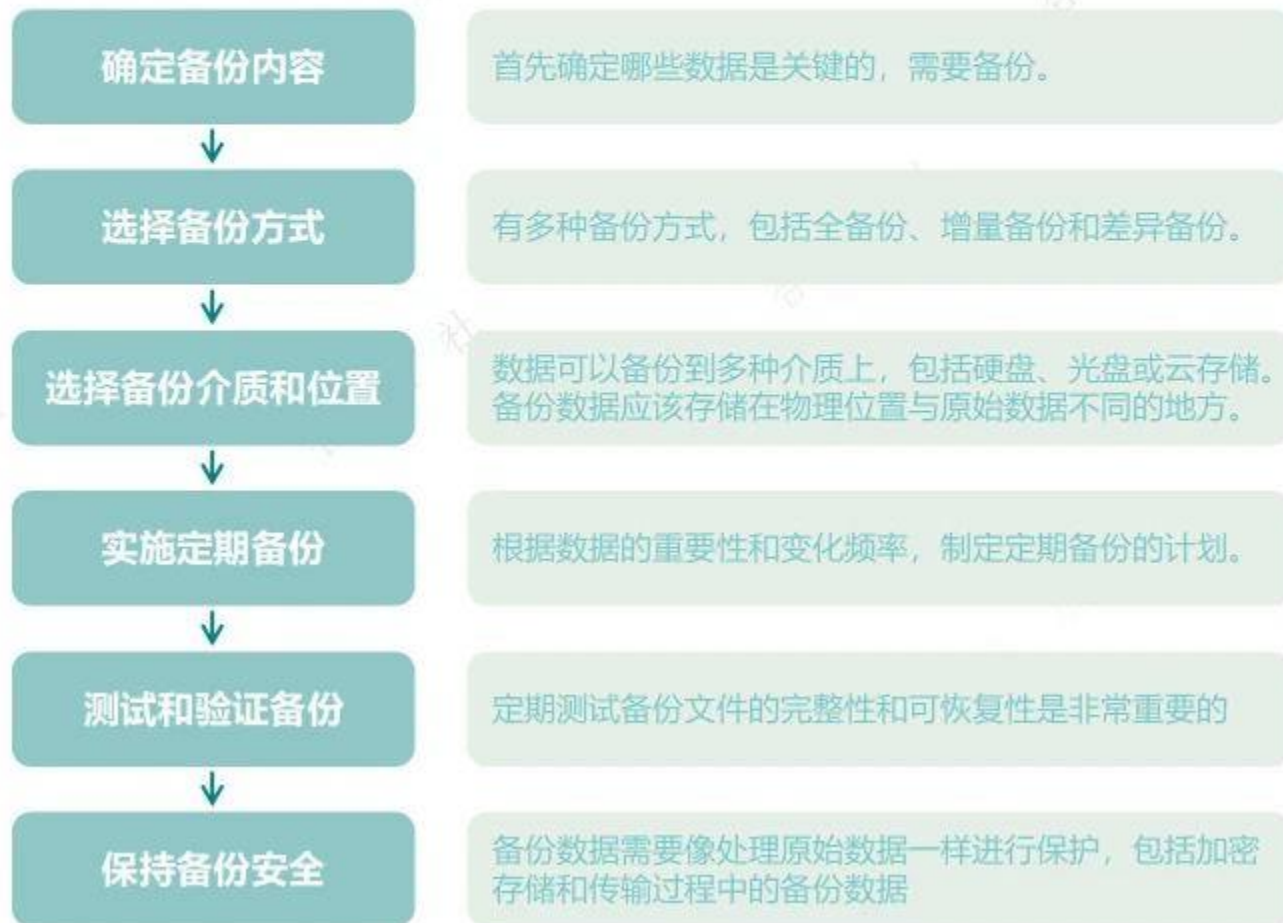 确定备份内容
首先确定哪些数据是关键的，需要备份。
选择备份方式
有多种备份方式，包括全备份、增量备份和差异备份。
选择备份介质和位置
数据可以备份到多种介质上，包括硬盘、光盘或云存储。
备份数据应该存储在物理位置与原始数据不同的地方。
实施定期备份
根据数据的重要性和变化频率，制定定期备份的计划。
测试和验证备份
定期测试备份文件的完整性和可恢复性是非常重要的
保持备份安全
备份数据需要像处理原始数据一样进行保护，包括加密
存储和传输过程中的备份数据
社